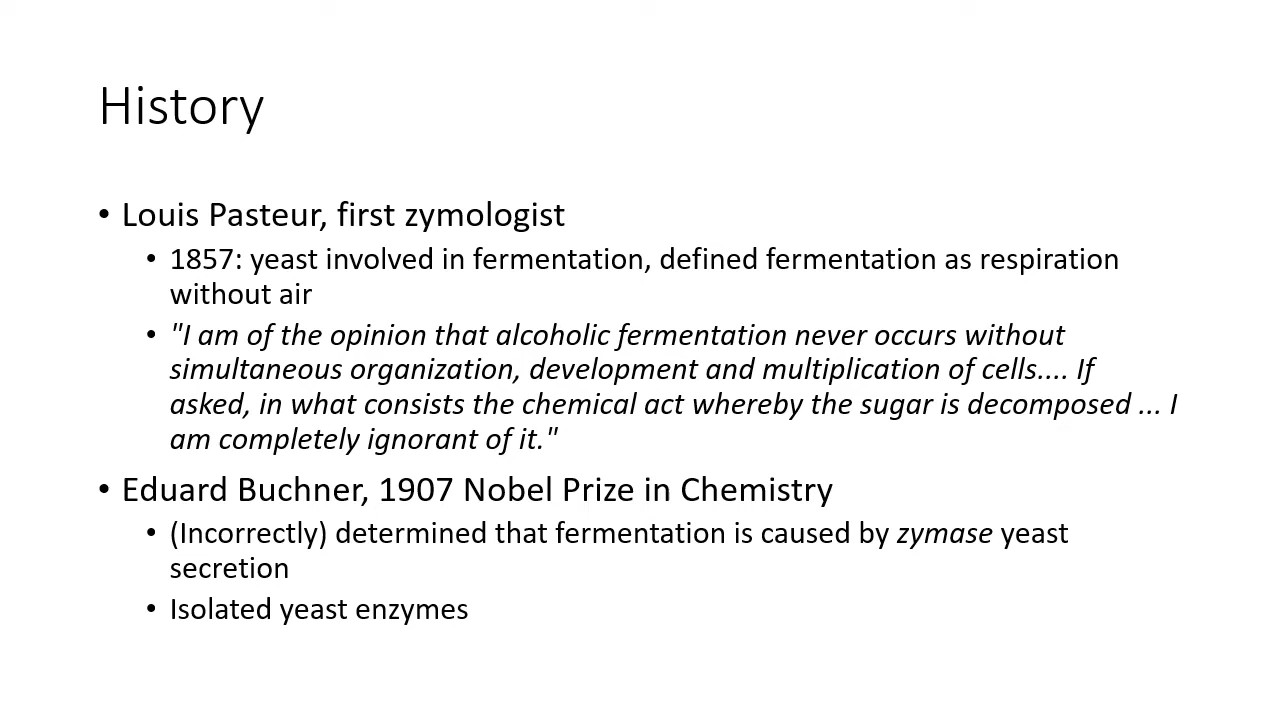 History
• Louis Pasteur, first zymologist
• 1857: yeast involved in fermentation, defined fermentation as respiration
without air
• "I am of the opinion that alcoholic fermentation never occurs without
simultaneous organization, development and multiplication of cells.... If
asked, in what consists the chemical act whereby the sugar is decomposed ... I
am completely ignorant of it."
• Eduard Buchner, 1907 Nobel Prize in Chemistry
• (Incorrectly) determined that fermentation is caused by zymase yeast
secretion
• Isolated yeast enzymes